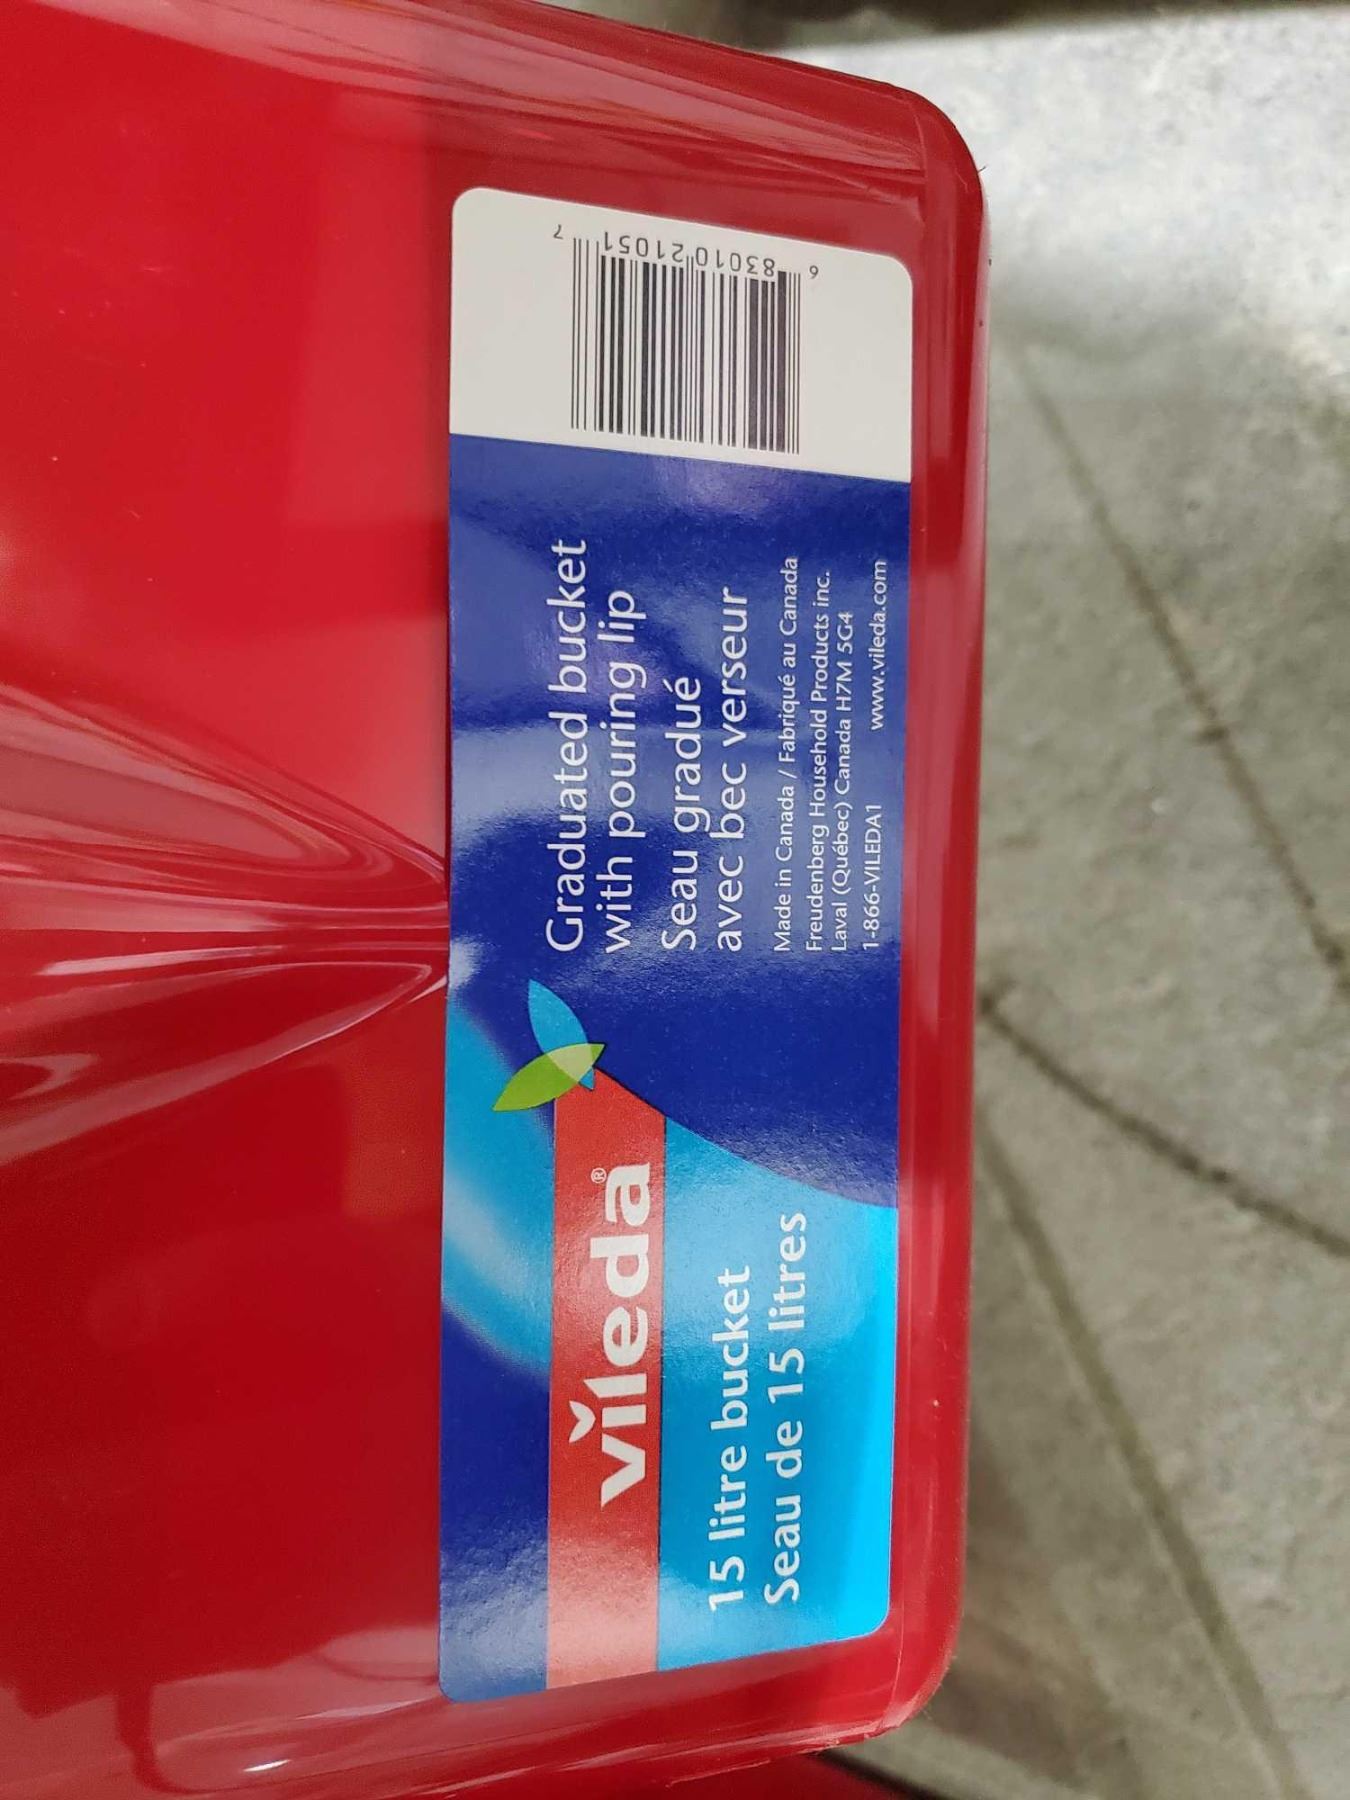 vileda®
15 litre bucket
Seau de 15 litres
Graduated bucket
with pouring lip
Seau gradué
avec bec verseur
Made in Canada / Fabriqué au Canada
Freudenberg Household Products inc.
Laval (Québec) Canada H7M 5G4
1-866-VILEDA1 www.vileda.com
6 83010 21051 7